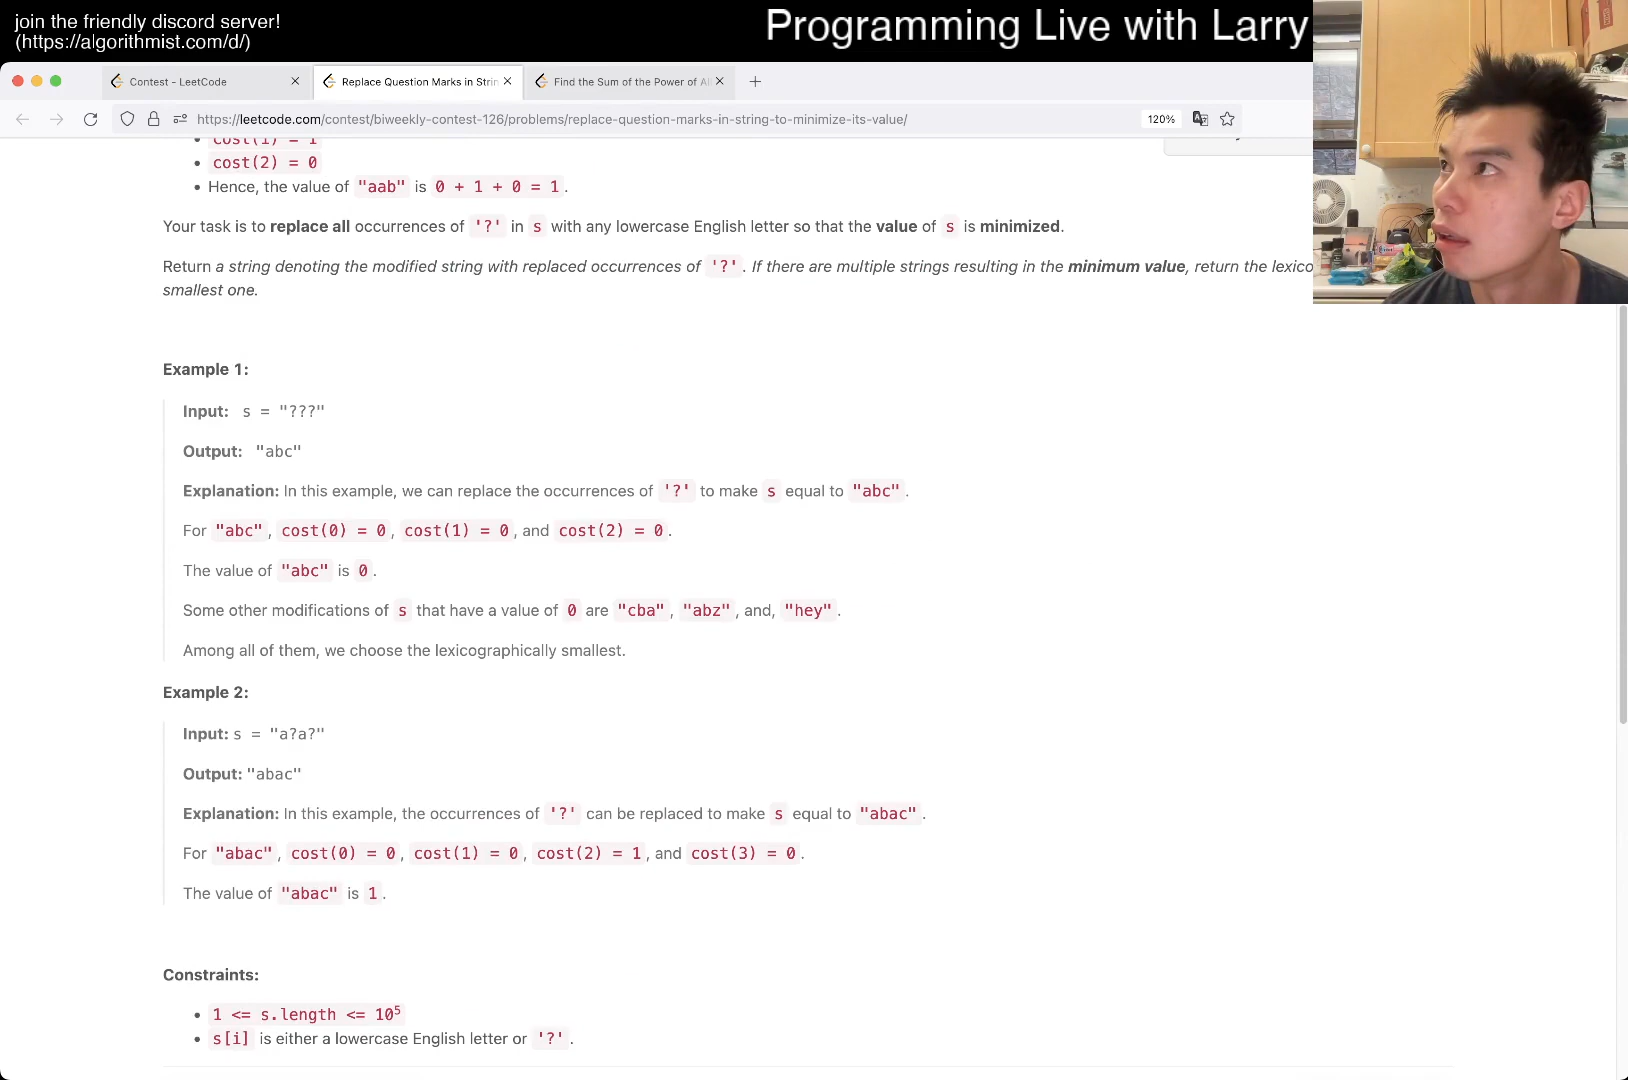 join the friendly discord server!
(https://algorithmist.com/d/)
Programming Live with Larry
Contest - LeetCode
Replace Question Marks in Strin
Find the Sum of the Power of Al
https://leetcode.com/contest/biweekly-contest-126/problems/replace-question-marks-in-string-to-minimize-its-value/
120%
• cost(1) = 1
• cost(2) = 0
• Hence, the value of "aab" is 0 + 1 + 0 = 1.
Your task is to replace all occurrences of '?' in s with any lowercase English letter so that the value of s is minimized.
Return a string denoting the modified string with replaced occurrences of '?'. If there are multiple strings resulting in the minimum value, return the lexico
smallest one.
Example 1:
Input: s = "???"
Output: "abc"
Explanation: In this example, we can replace the occurrences of '?' to make s equal to "abc".
For "abc", cost(0) = 0, cost(1) = 0, and cost(2) = 0.
The value of "abc" is 0.
Some other modifications of s that have a value of 0 are "cba", "abz", and, "hey".
Among all of them, we choose the lexicographically smallest.
Example 2:
Input: s = "a?a?"
Output: "abac"
Explanation: In this example, the occurrences of '?' can be replaced to make s equal to "abac".
For "abac", cost(0) = 0, cost(1) = 0, cost(2) = 1, and cost(3) = 0.
The value of "abac" is 1.
Constraints:
• 1 <= s.length <= 10⁵
• s[i] is either a lowercase English letter or '?'.